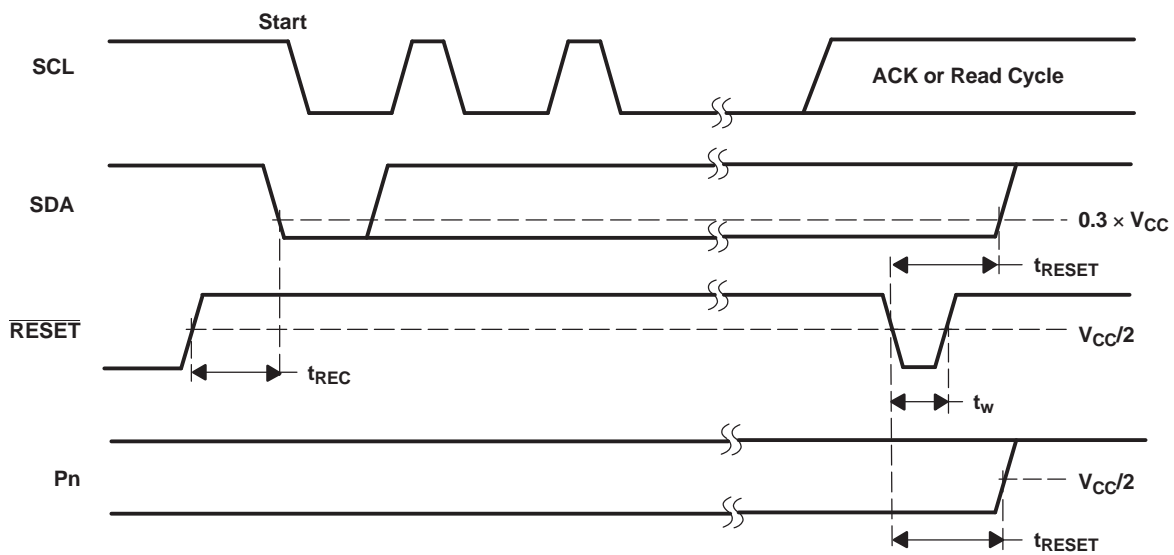 Start
SCL
ACK or Read Cycle
SDA
0.3 × VCC
tRESET
RESET
VCC/2
tREC
tw
Pn
VCC/2
tRESET